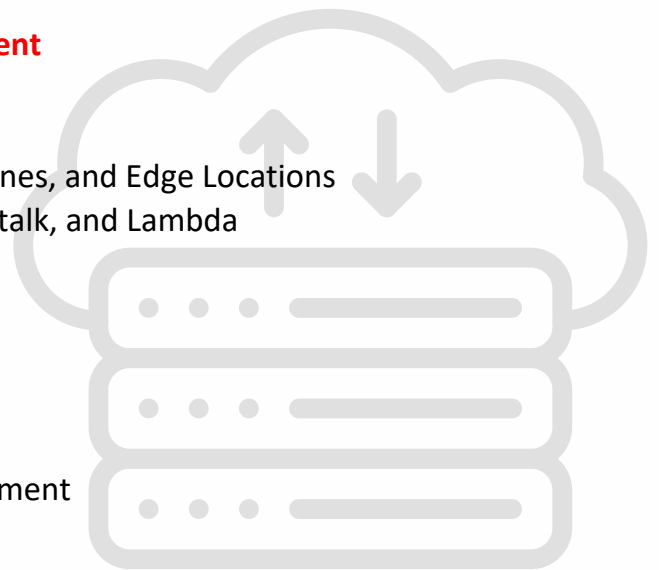 ent
nes, and Edge Locations
talk, and Lambda
ment